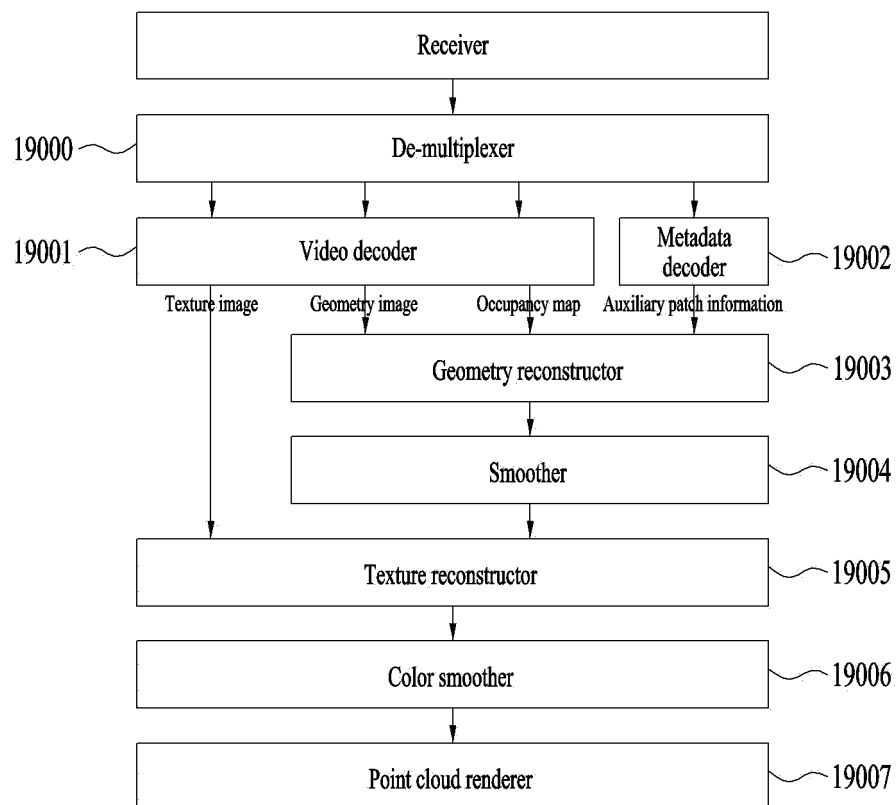 Receiver
19000
De-multiplexer
19001
Video decoder
Metadata
decoder
19002
Texture image
Geometry image
Occupancy map
Auxiliary patch information
Geometry reconstructor
19003
Smoother
19004
Texture reconstructor
19005
Color smoother
19006
Point cloud renderer
19007